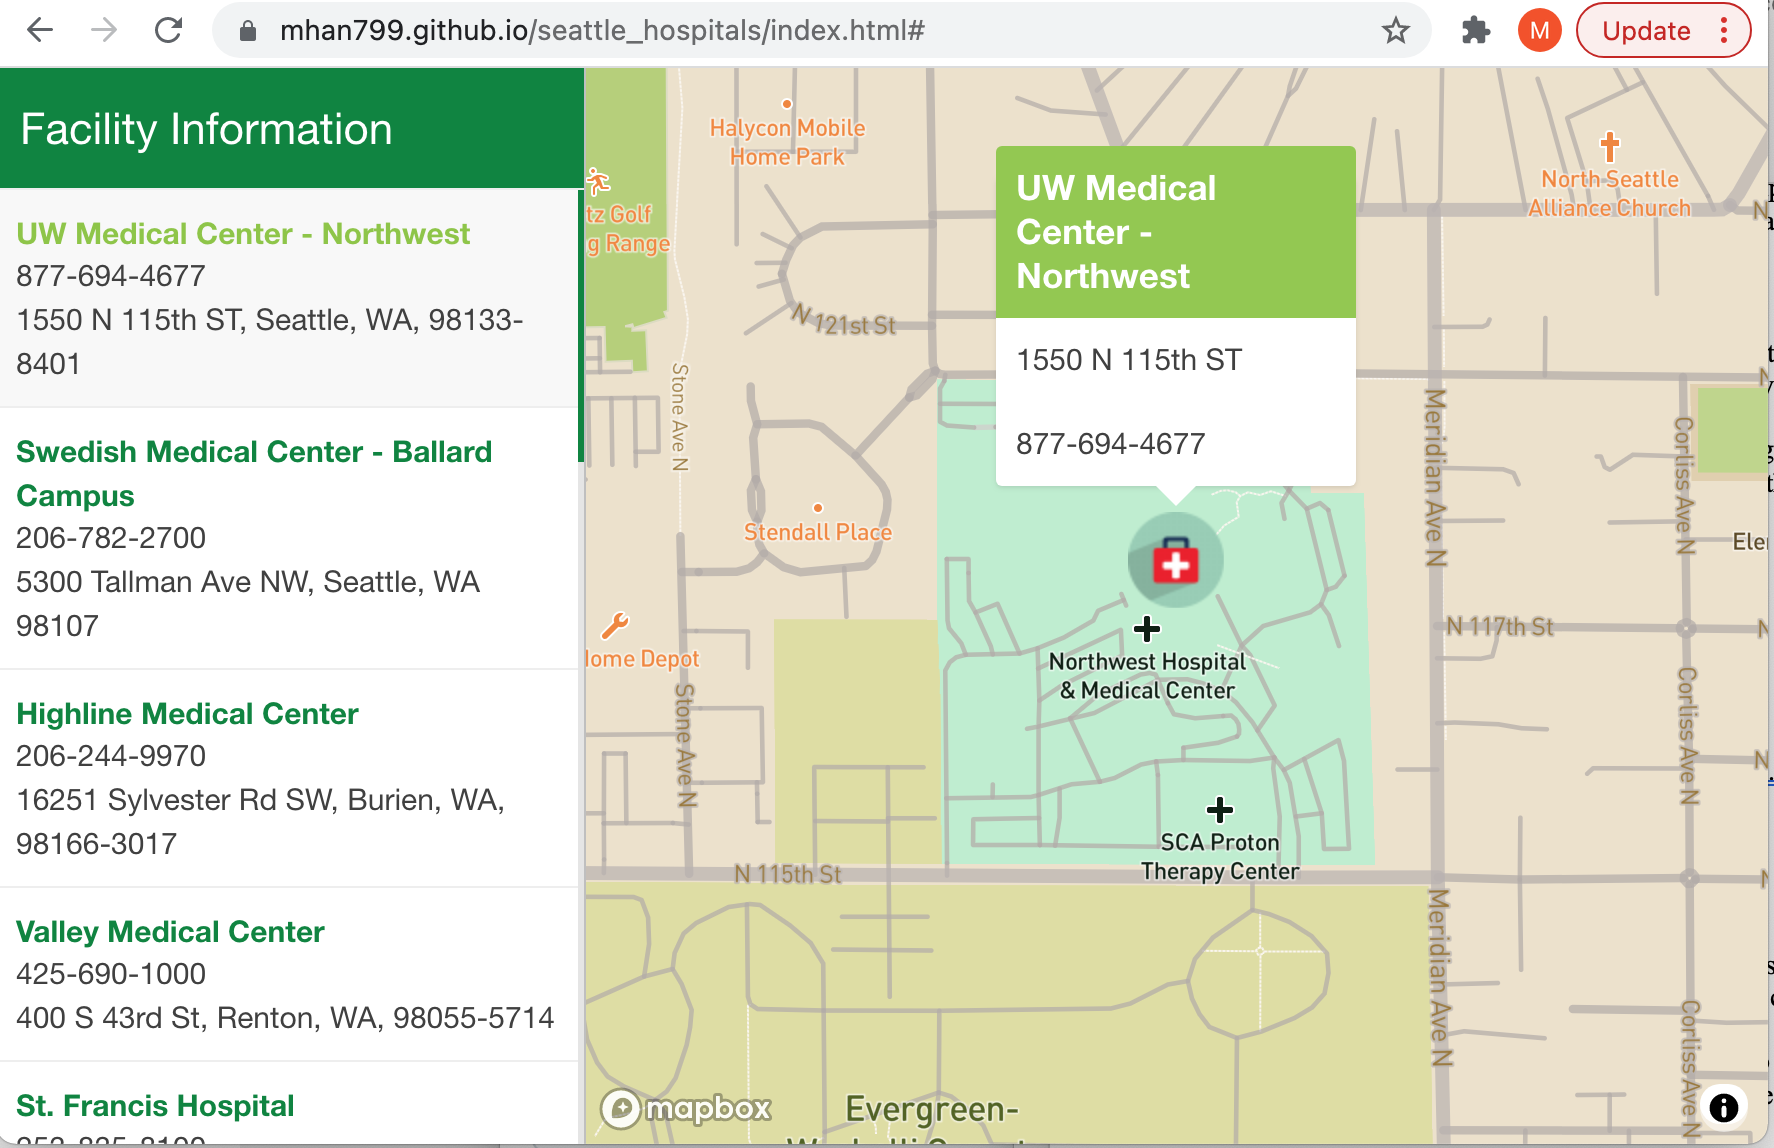 mhan799.github.io/seattle_hospitals/index.html#
M
Update
Facility Information
UW Medical Center - Northwest
877-694-4677
1550 N 115th ST, Seattle, WA, 98133-
8401
Swedish Medical Center - Ballard
Campus
206-782-2700
5300 Tallman Ave NW, Seattle, WA
98107
Highline Medical Center
206-244-9970
16251 Sylvester Rd SW, Burien, WA,
98166-3017
Valley Medical Center
425-690-1000
400 S 43rd St, Renton, WA, 98055-5714
St. Francis Hospital
Halycon Mobile
Home Park
tz Golf
g Range
North Seattle
Alliance Church
UW Medical
Center -
Northwest
1550 N 115th ST
877-694-4677
N 121st St
Stone Ave N
Stendall Place
Meridian Ave N
Corliss Ave N
Ele
N 117th St
ome Depot
Northwest Hospital
& Medical Center
Stone Ave N
Corliss Ave N
SCA Proton
Therapy Center
N 115th St
Meridian Ave N
Corliss Ave N
mapbox
Evergreen-